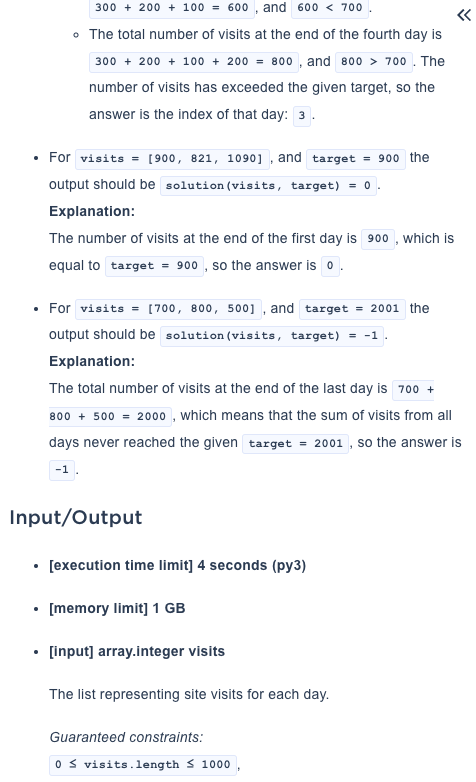 300 + 200 + 100 = 600, and 600 < 700.
The total number of visits at the end of the fourth day is
300 + 200 + 100 + 200 = 800, and 800 > 700. The
number of visits has exceeded the given target, so the
answer is the index of that day: 3.
For visits = [900, 821, 1090], and target = 900 the
output should be solution(visits, target) = 0.
Explanation:
The number of visits at the end of the first day is 900, which is
equal to target = 900, so the answer is 0.
For visits = [700, 800, 500], and target = 2001 the
output should be solution(visits, target) = -1.
Explanation:
The total number of visits at the end of the last day is 700 +
800 + 500 = 2000, which means that the sum of visits from all
days never reached the given target = 2001, so the answer is
-1.
Input/Output
[execution time limit] 4 seconds (py3)
[memory limit] 1 GB
[input] array.integer visits
The list representing site visits for each day.
Guaranteed constraints:
0 ≤ visits.length ≤ 1000,